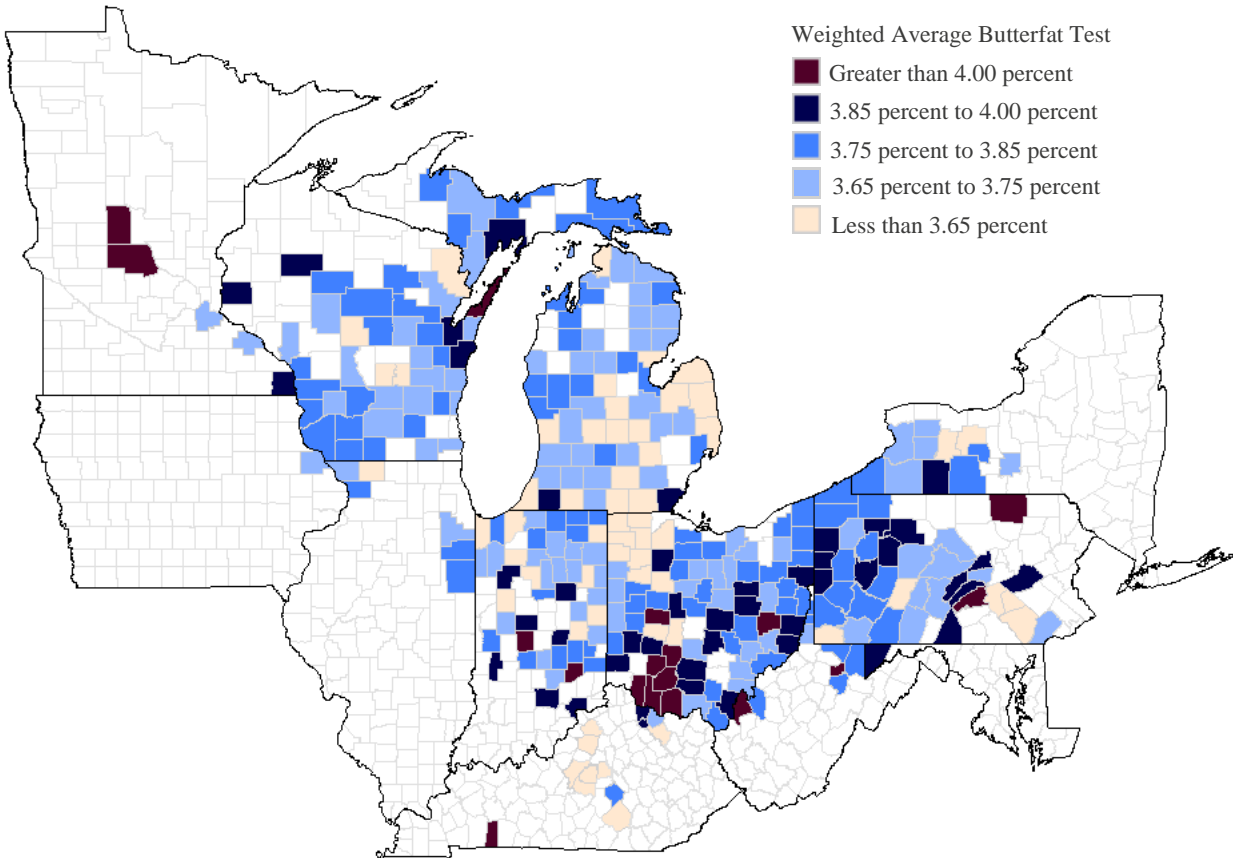 Weighted Average Butterfat Test
Greater than 4.00 percent
3.85 percent to 4.00 percent
3.75 percent to 3.85 percent
3.65 percent to 3.75 percent
Less than 3.65 percent